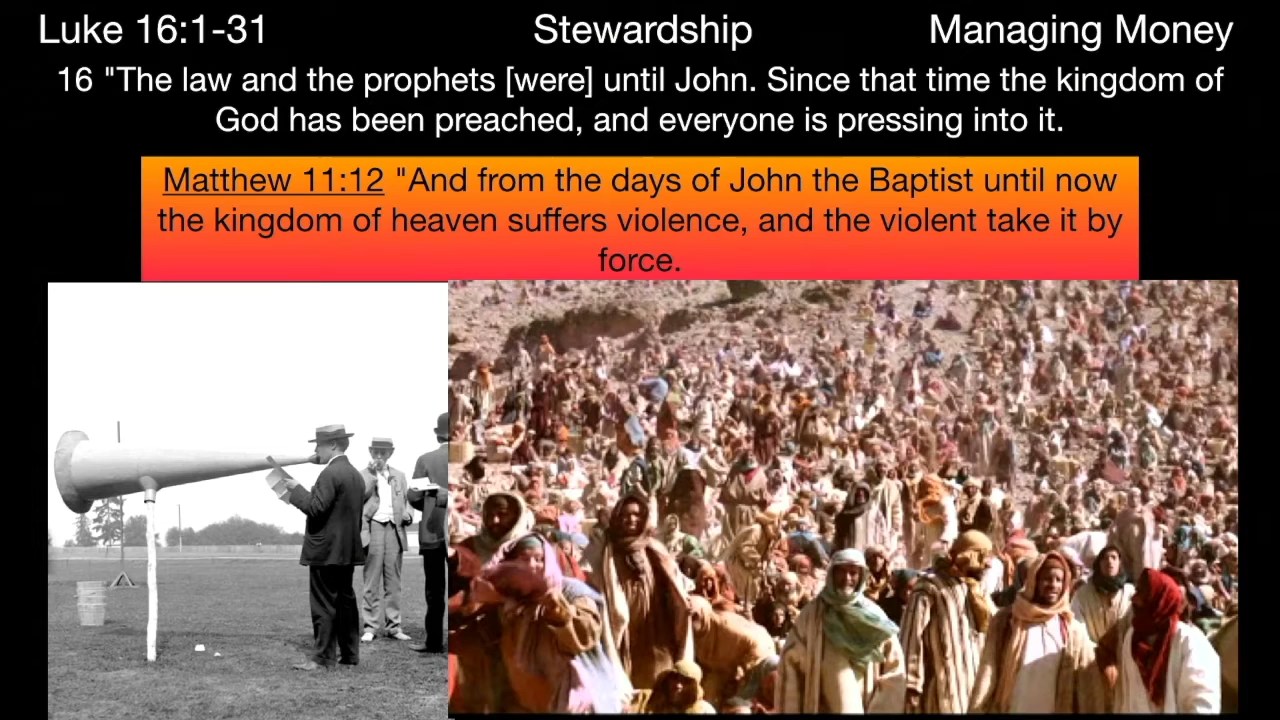 Luke 16:1-31 Stewardship Managing Money
16 "The law and the prophets [were] until John. Since that time the kingdom of
God has been preached, and everyone is pressing into it.
Matthew 11:12 "And from the days of John the Baptist until now
the kingdom of heaven suffers violence, and the violent take it by
force.